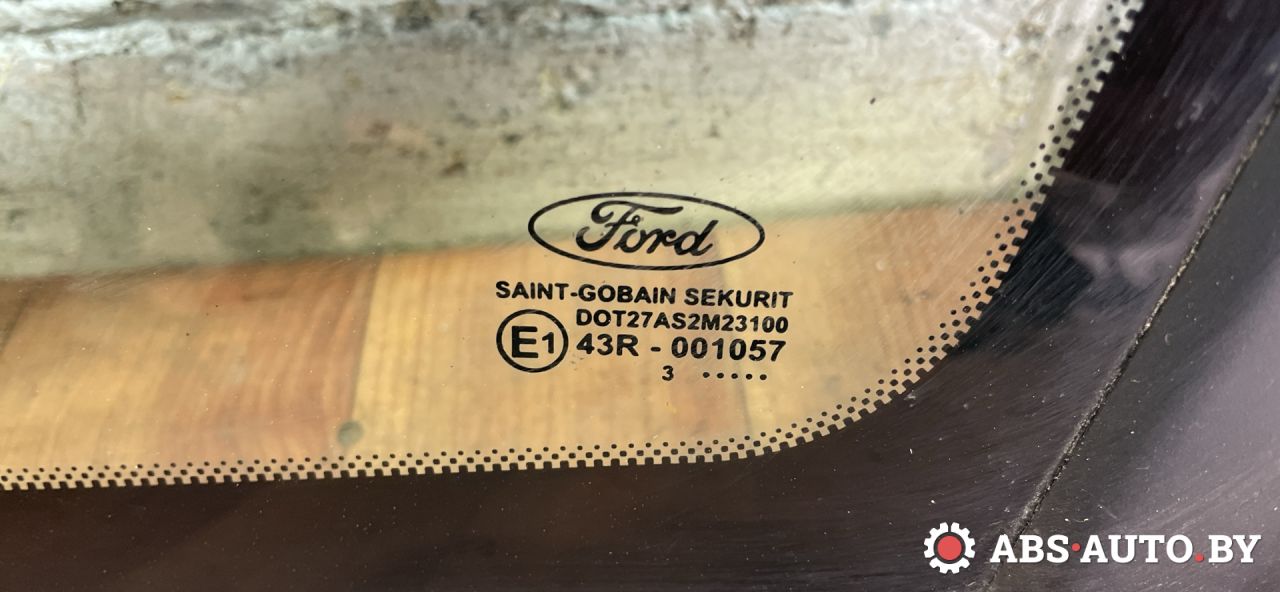 Ford
SAINT-GOBAIN SEKURIT
DOT27AS2M23100
E1 43R - 001057
3 •••••
ABS·AUTO.BY